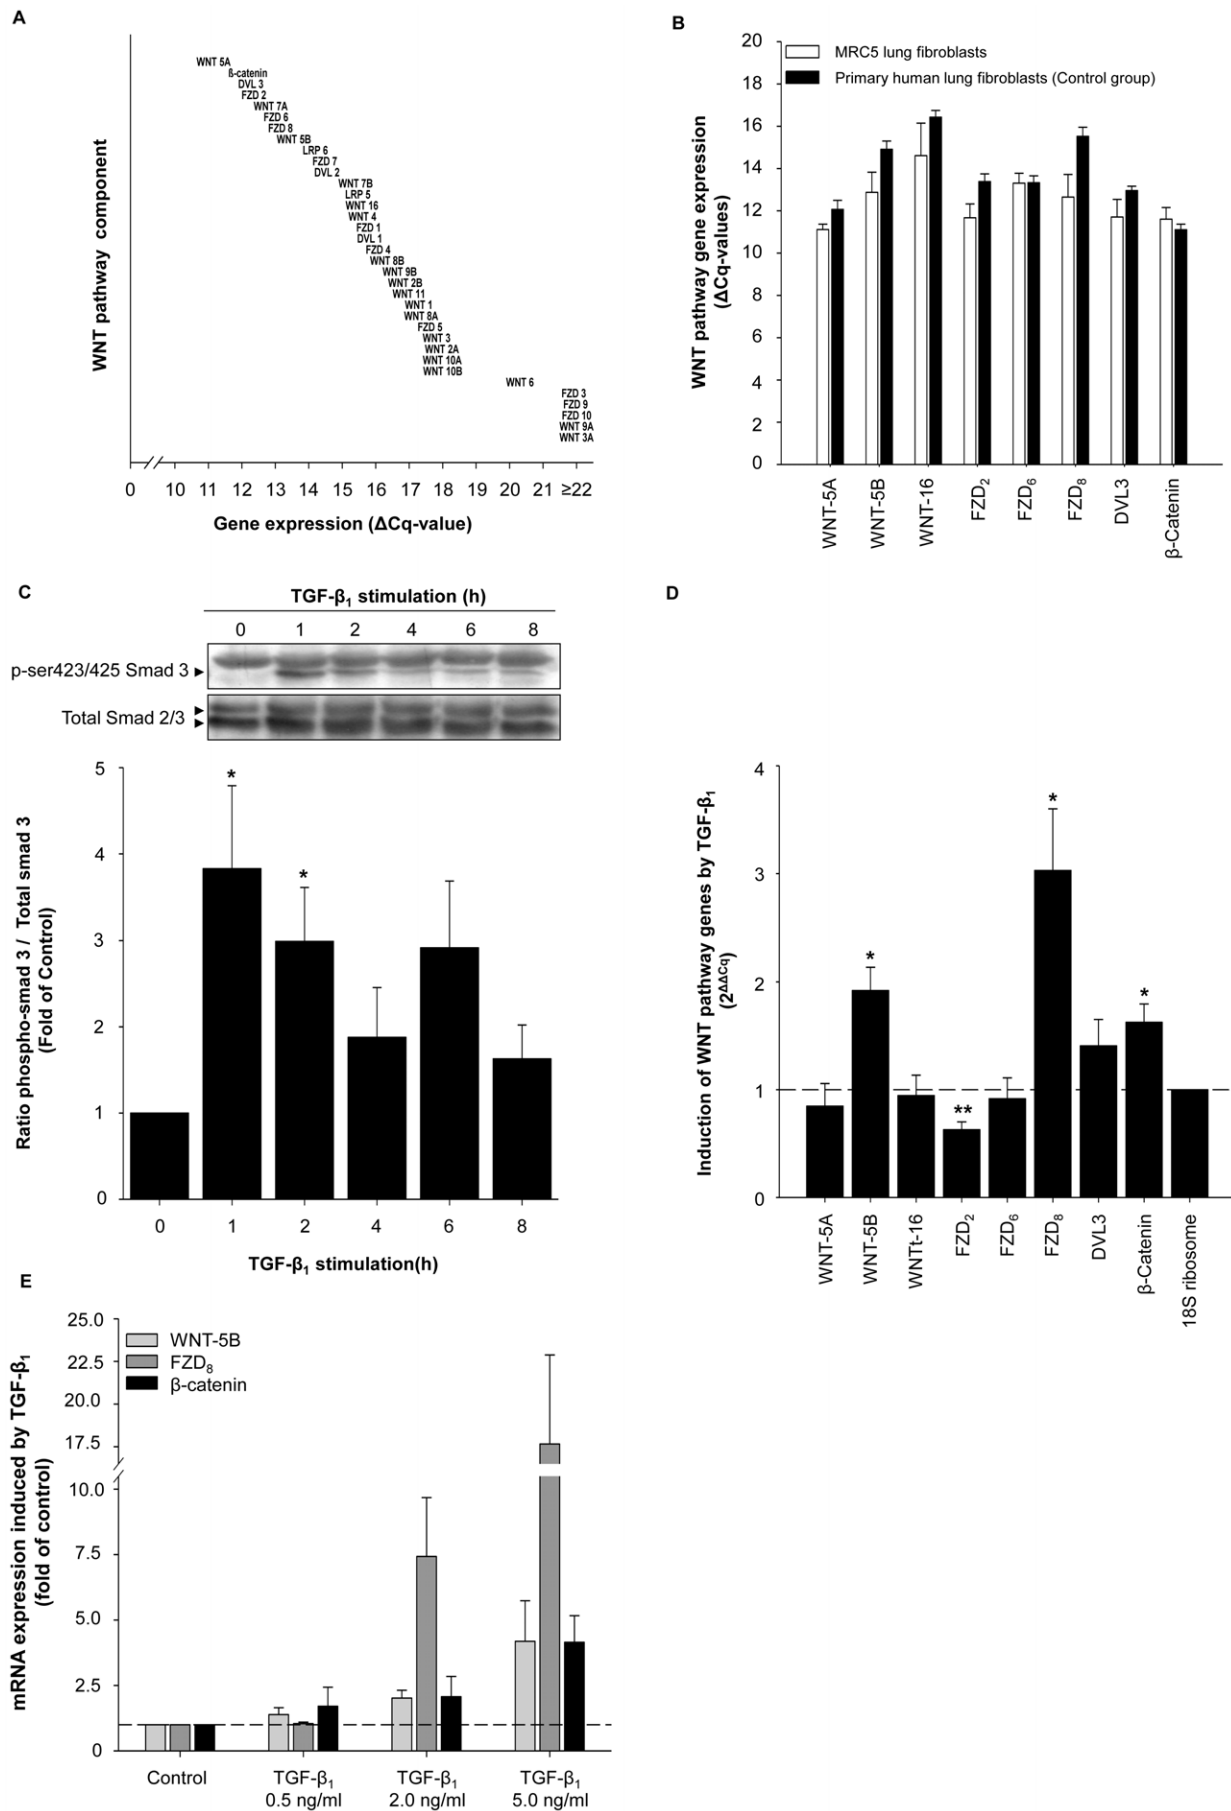 A
WNT pathway component
WNT 5A
ß-catenin
DVL 3
FZD 2
WNT 7A
FZD 6
FZD 8
WNT 5B
LRP 6
FZD 7
DVL 2
WNT 7B
LRP 5
WNT 16
WNT 4
FZD 1
DVL 1
FZD 4
WNT 8B
WNT 9B
WNT 2B
WNT 11
WNT 1
WNT 8A
FZD 5
WNT 3
WNT 2A
WNT 10A
WNT 10B
WNT 6
FZD 3
FZD 9
FZD 10
WNT 9A
WNT 3A
0 10 11 12 13 14 15 16 17 18 19 20 21 ≥22
Gene expression (ΔCq-value)
B
WNT pathway gene expression
(ΔCq-values)
20
18
16
14
12
10
8
6
4
2
0
MRC5 lung fibroblasts
Primary human lung fibroblasts (Control group)
WNT-5A
WNT-5B
WNT-16
FZD₂
FZD₆
FZD₈
DVL3
β-Catenin
C
TGF-β₁ stimulation (h)
0 1 2 4 6 8
p-ser423/425 Smad 3
Total Smad 2/3
Ratio phospho-smad 3 / Total smad 3
(Fold of Control)
5
4
3
2
1
0
*
*
0 1 2 4 6 8
TGF-β₁ stimulation(h)
D
Induction of WNT pathway genes by TGF-β₁
(2^ΔΔCq)
4
3
2
1
0
*
**
*
*
WNT-5A
WNT-5B
WNTt-16
FZD₂
FZD₆
FZD₈
DVL3
β-Catenin
18S ribosome
E
mRNA expression induced by TGF-β₁
(fold of control)
25.0
22.5
20.0
17.5
10.0
7.5
5.0
2.5
0
WNT-5B
FZD₈
β-catenin
Control
TGF-β₁
0.5 ng/ml
TGF-β₁
2.0 ng/ml
TGF-β₁
5.0 ng/ml